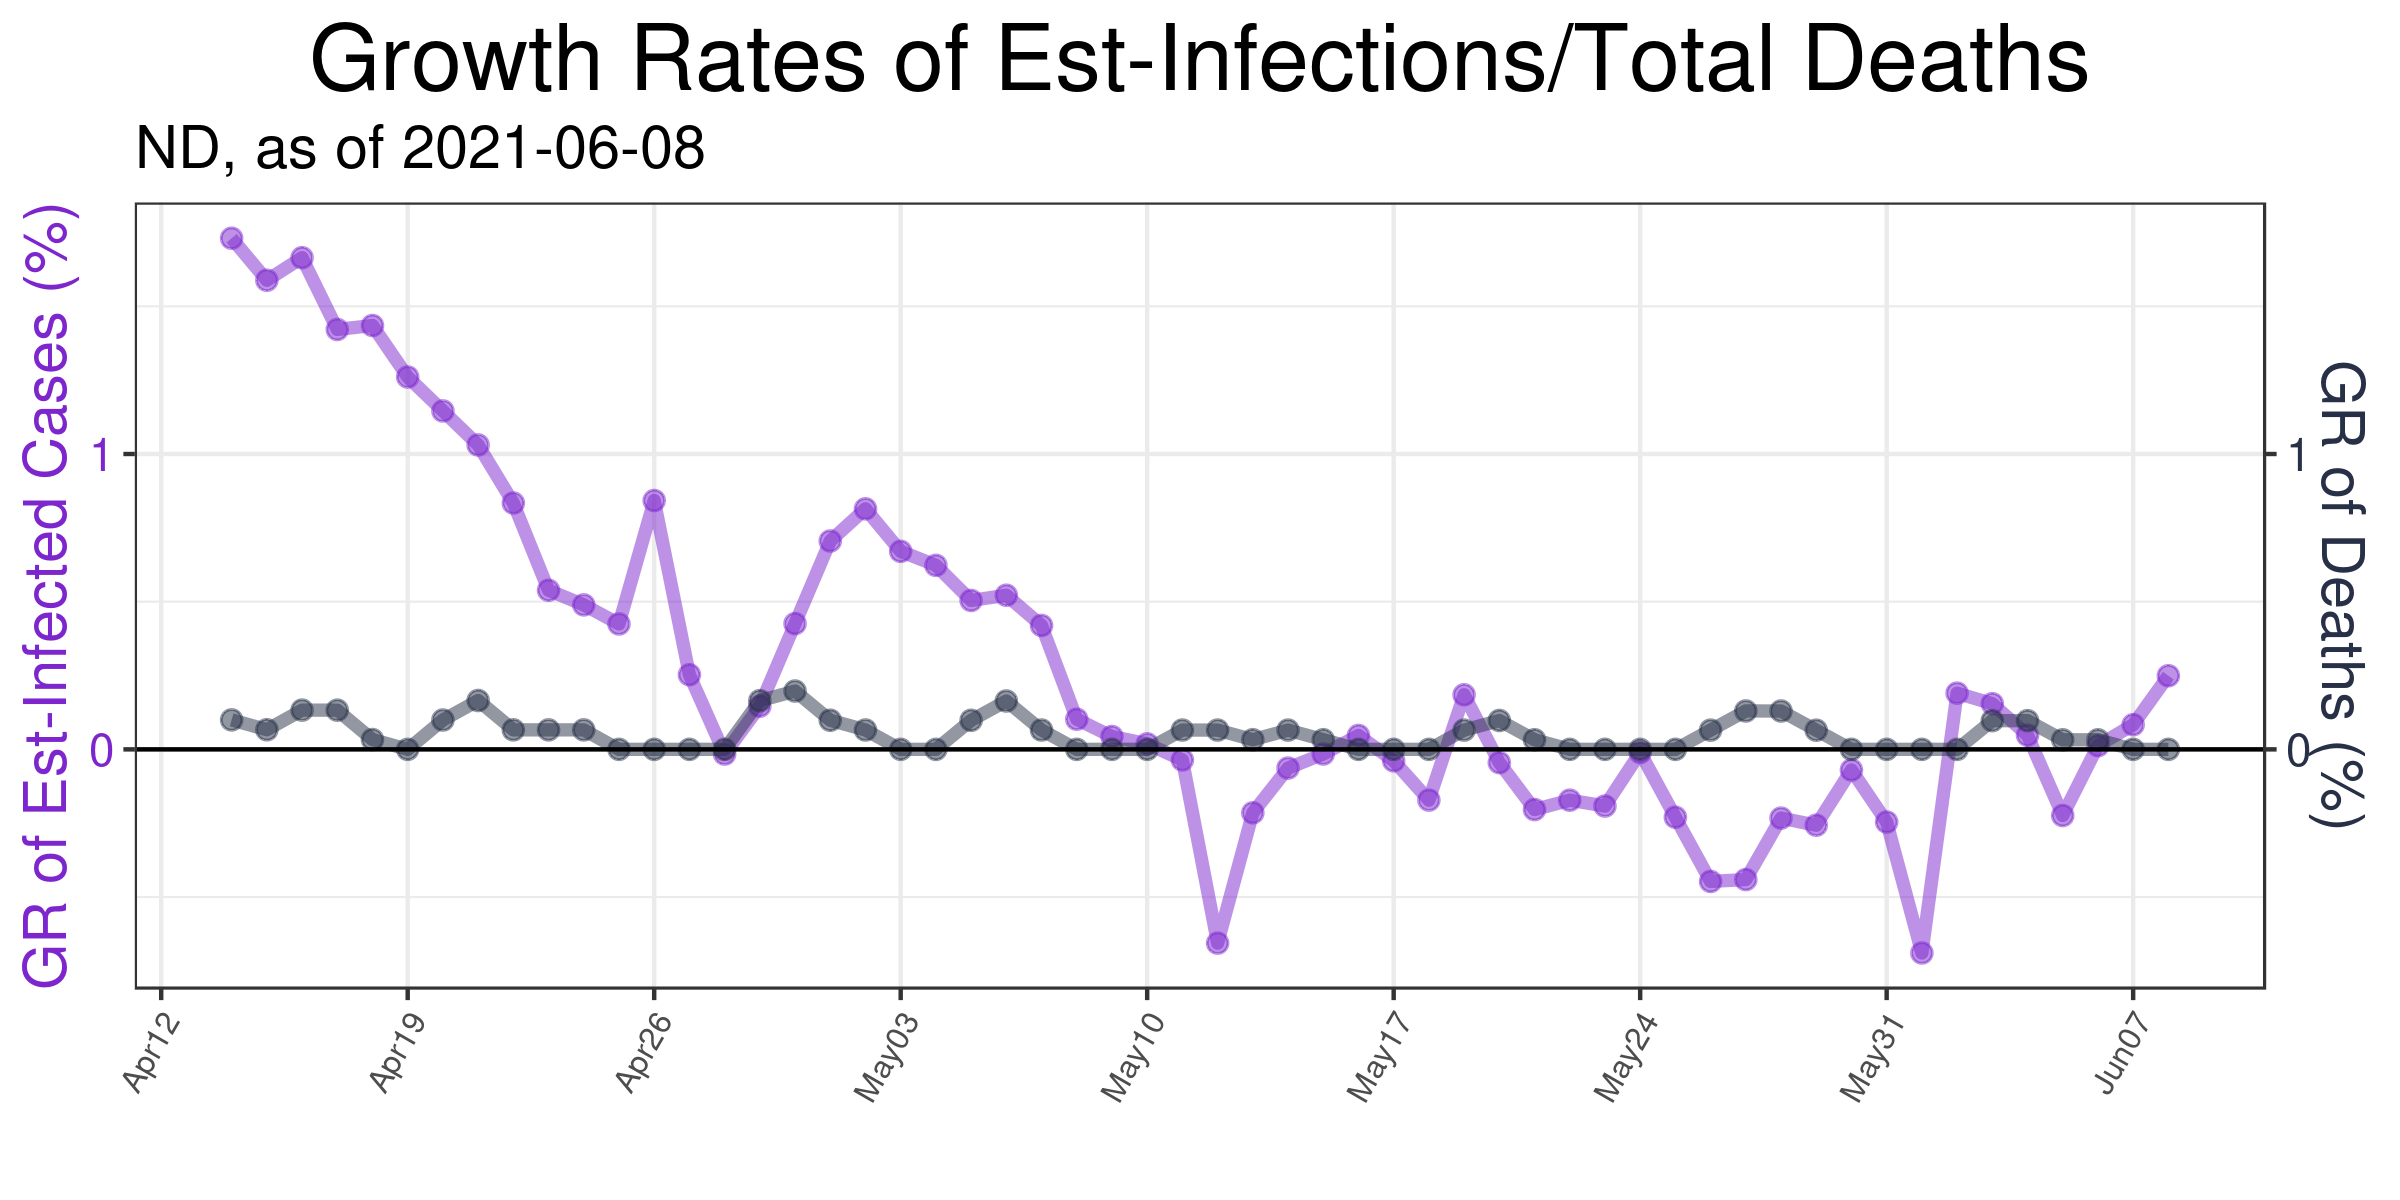 Growth Rates of Est-Infections/Total Deaths
ND, as of 2021-06-08
GR of Est-Infected Cases (%)
1
0
1
0
GR of Deaths (%)
Apr12
Apr19
Apr26
May03
May10
May17
May24
May31
Jun07